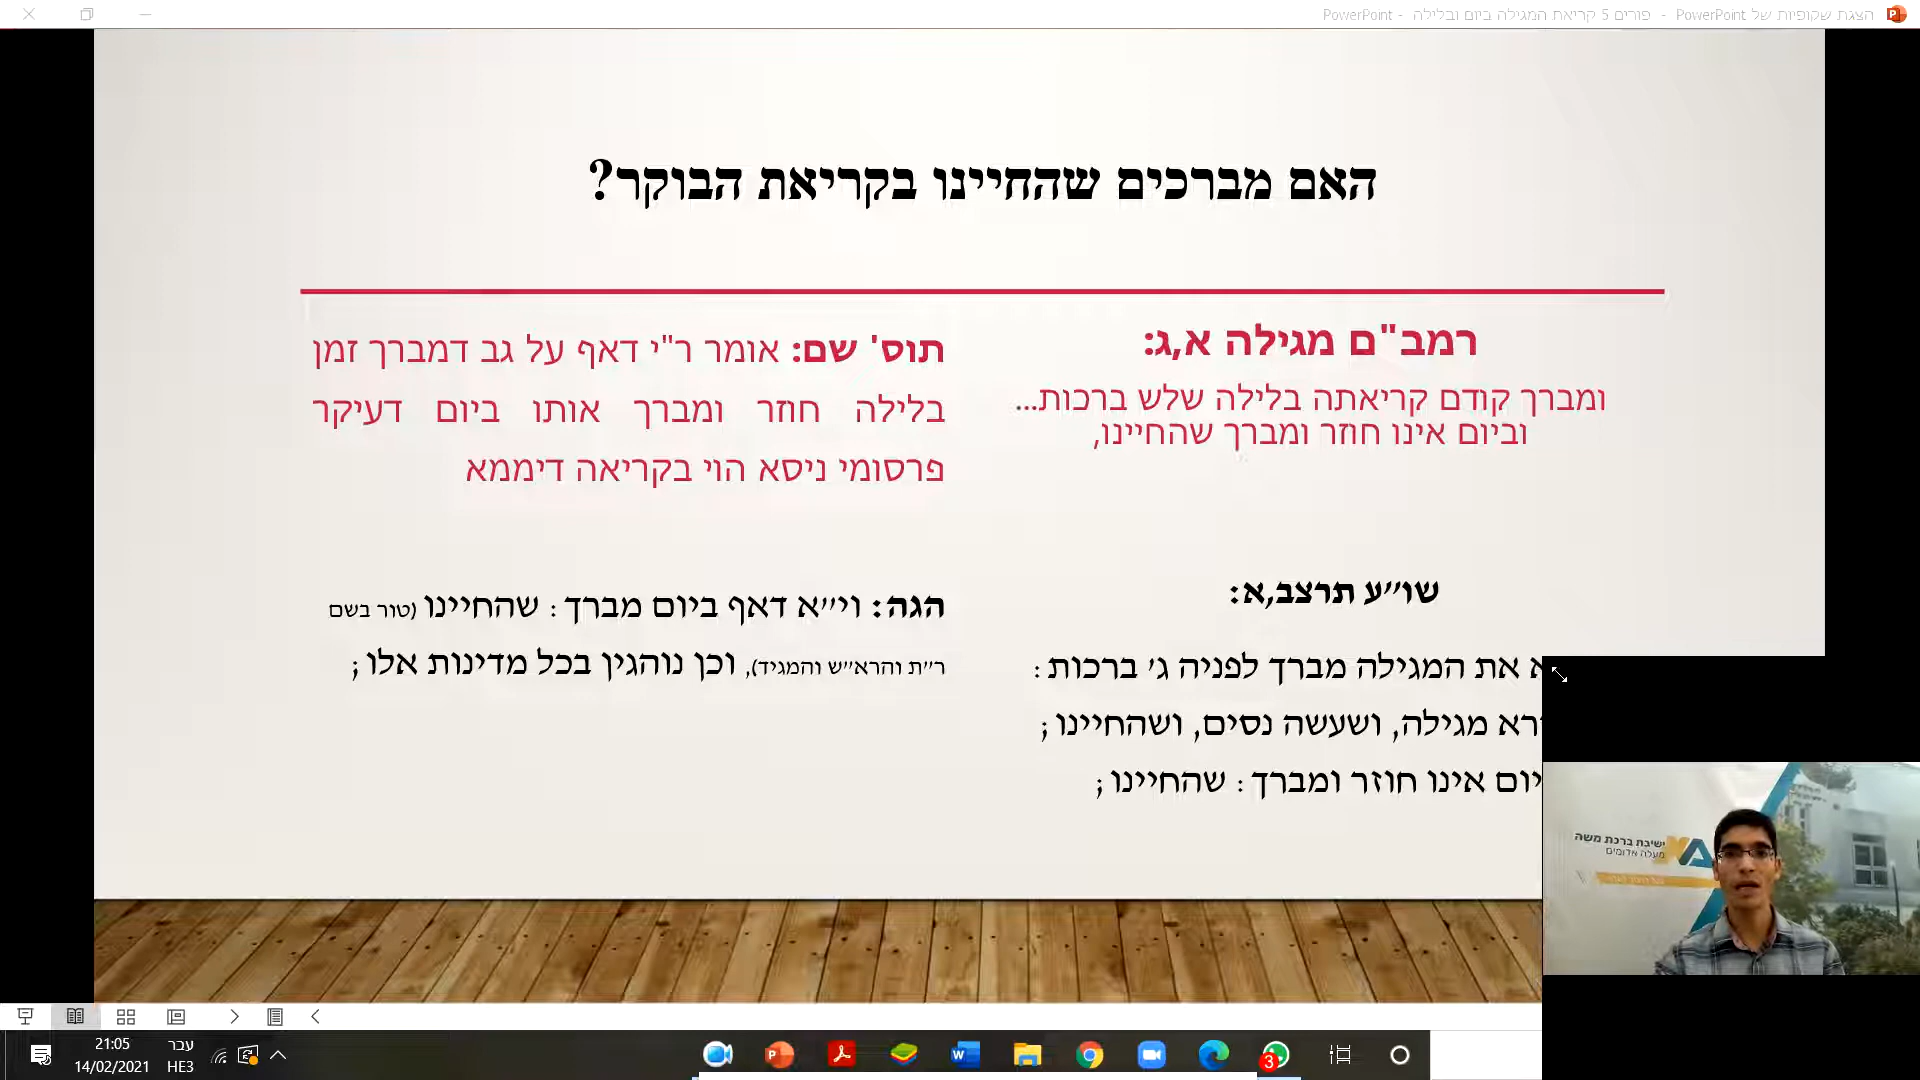 הצגת שקופיות של PowerPoint - פורים 5 קריאת המגילה ביום ובלילה - PowerPoint
האם מברכים שהחיינו בקריאת הבוקר?
רמב"ם מגילה א,ג:
ומברך קודם קריאתה בלילה שלש ברכות...
וביום אינו חוזר ומברך שהחיינו,
תוס' שם: אומר ר"י דאף על גב דמברך זמן
בלילה חוזר ומברך אותו ביום דעיקר
פרסומי ניסא הוי בקריאה דיממא
שו״ע תרצב,א:
א את המגילה מברך לפניה ג׳ ברכות :
רא מגילה, ושעשה נסים, ושהחיינו ;
יום אינו חוזר ומברך : שהחיינו ;
הגה: וי״א דאף ביום מברך : שהחיינו (טור בשם
ר״ת והרא״ש והמגיד), וכן נוהגין בכל מדינות אלו ;
ישיבת ברכת משה
מעלה אדומים
21:05
14/02/2021
עבר
HE3
3